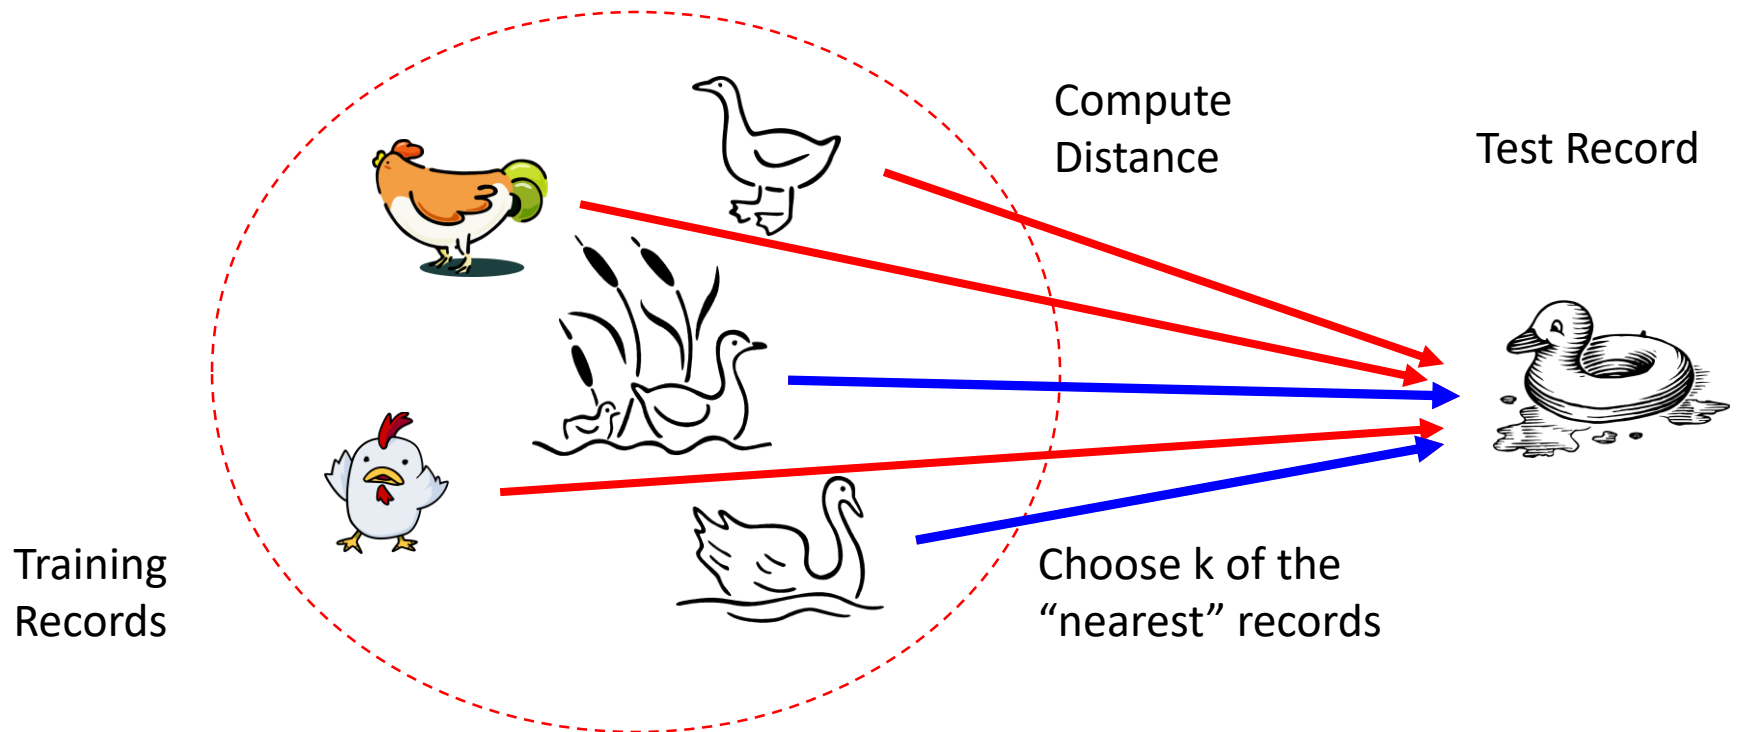 Compute
Distance
Test Record
Training
Records
Choose k of the
“nearest” records